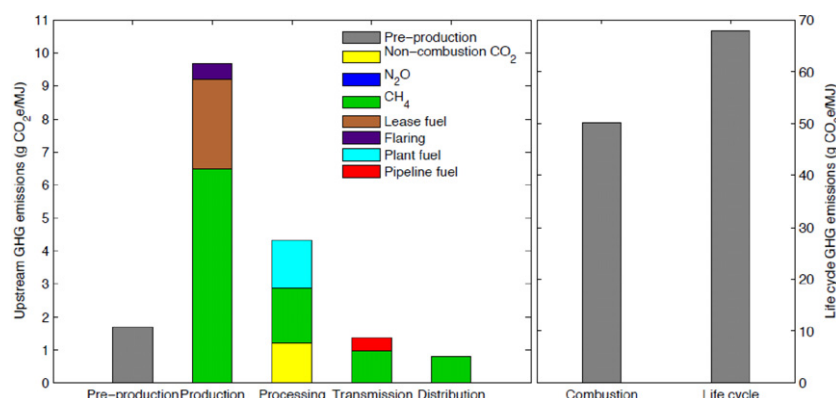 11
10
9
8
7
6
5
4
3
2
1
0
Upstream GHG emissions (g CO₂e/MJ)
Pre-production
Non-combustion CO₂
N₂O
CH₄
Lease fuel
Flaring
Plant fuel
Pipeline fuel
Pre-production Production Processing Transmission Distribution
70
60
50
40
30
20
10
0
Life cycle GHG emissions (g CO₂e/MJ)
Combustion Life cycle